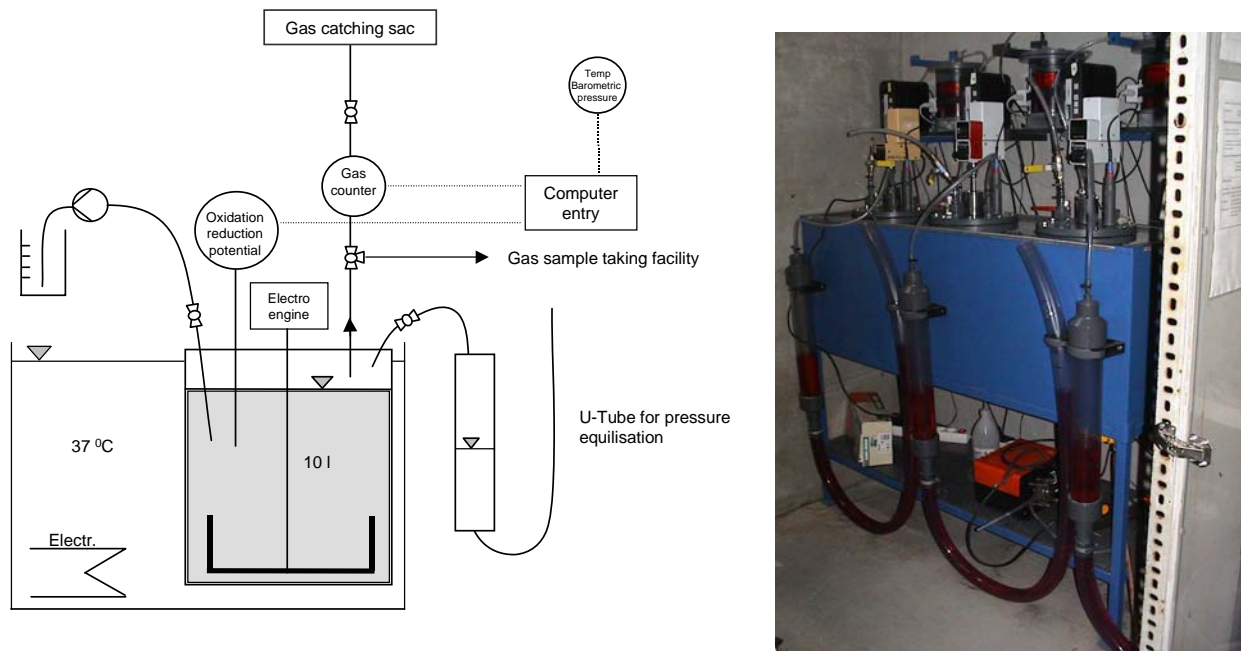 Gas catching sac
Temp
Barometric
pressure
Gas
counter
Computer
entry
Oxidation
reduction
potential
Gas sample taking facility
Electro
engine
U-Tube for pressure
equilisation
37 ⁰C
10 l
Electr.